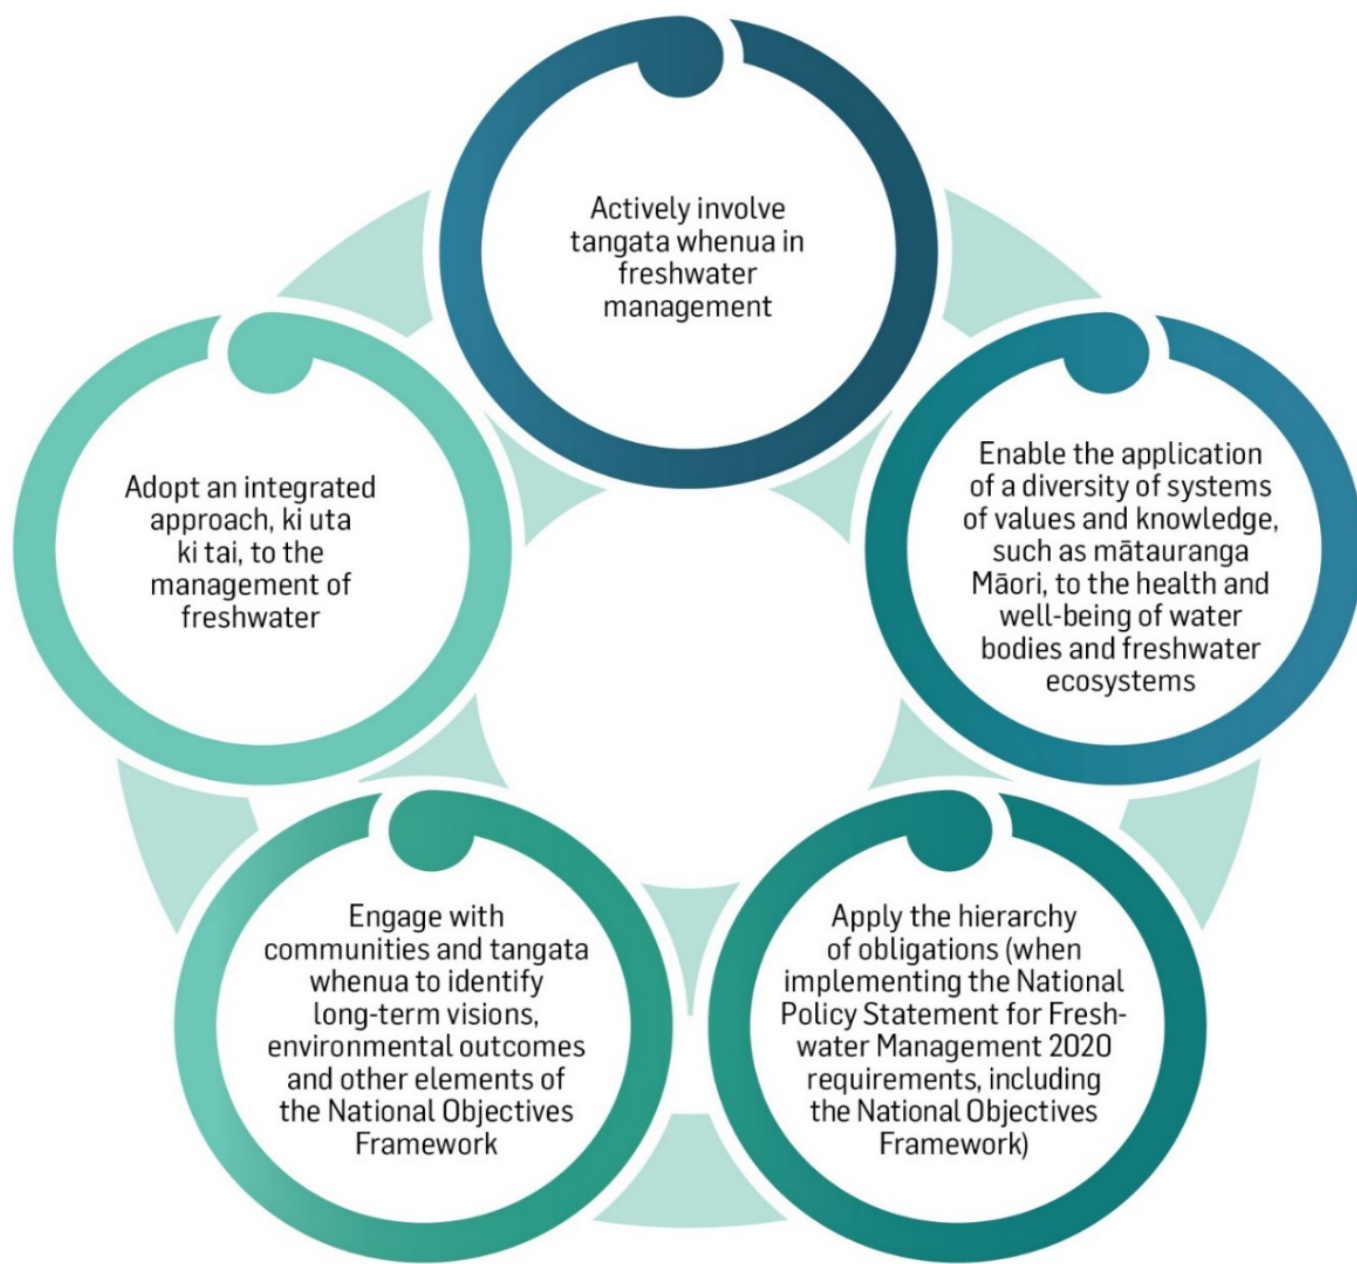 Actively involve
tangata whenua in
freshwater
management
Enable the application
of a diversity of systems
of values and knowledge,
such as mātauranga
Māori, to the health and
well-being of water
bodies and freshwater
ecosystems
Apply the hierarchy
of obligations (when
implementing the National
Policy Statement for Fresh-
water Management 2020
requirements, including
the National Objectives
Framework)
Engage with
communities and tangata
whenua to identify
long-term visions,
environmental outcomes
and other elements of
the National Objectives
Framework
Adopt an integrated
approach, ki uta
ki tai, to the
management of
freshwater